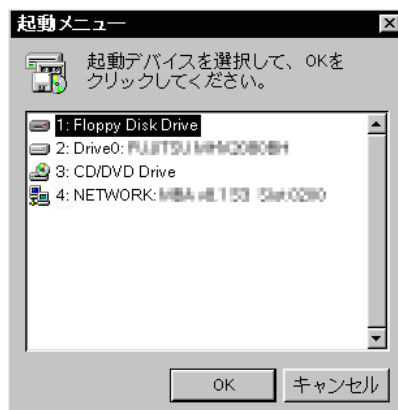 起動メニュー
起動デバイスを選択して、OKを
クリックしてください。
1: Floppy Disk Drive
2: Drive0:
3: CD/DVD Drive
4: NETWORK:
OK
キャンセル